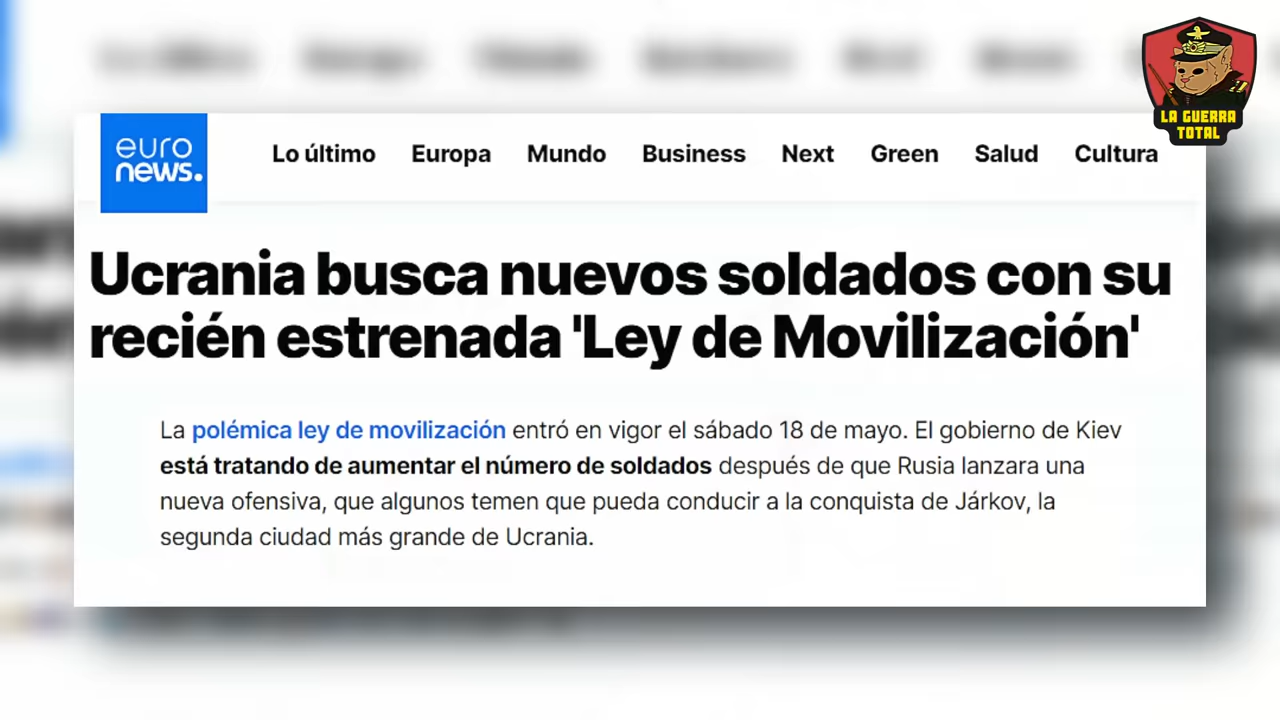 LA GUERRA
TOTAL
euro
news.
Lo último Europa Mundo Business Next Green Salud Cultura
Ucrania busca nuevos soldados con su
recién estrenada 'Ley de Movilización'
La polémica ley de movilización entró en vigor el sábado 18 de mayo. El gobierno de Kiev
está tratando de aumentar el número de soldados después de que Rusia lanzara una
nueva ofensiva, que algunos temen que pueda conducir a la conquista de Járkov, la
segunda ciudad más grande de Ucrania.